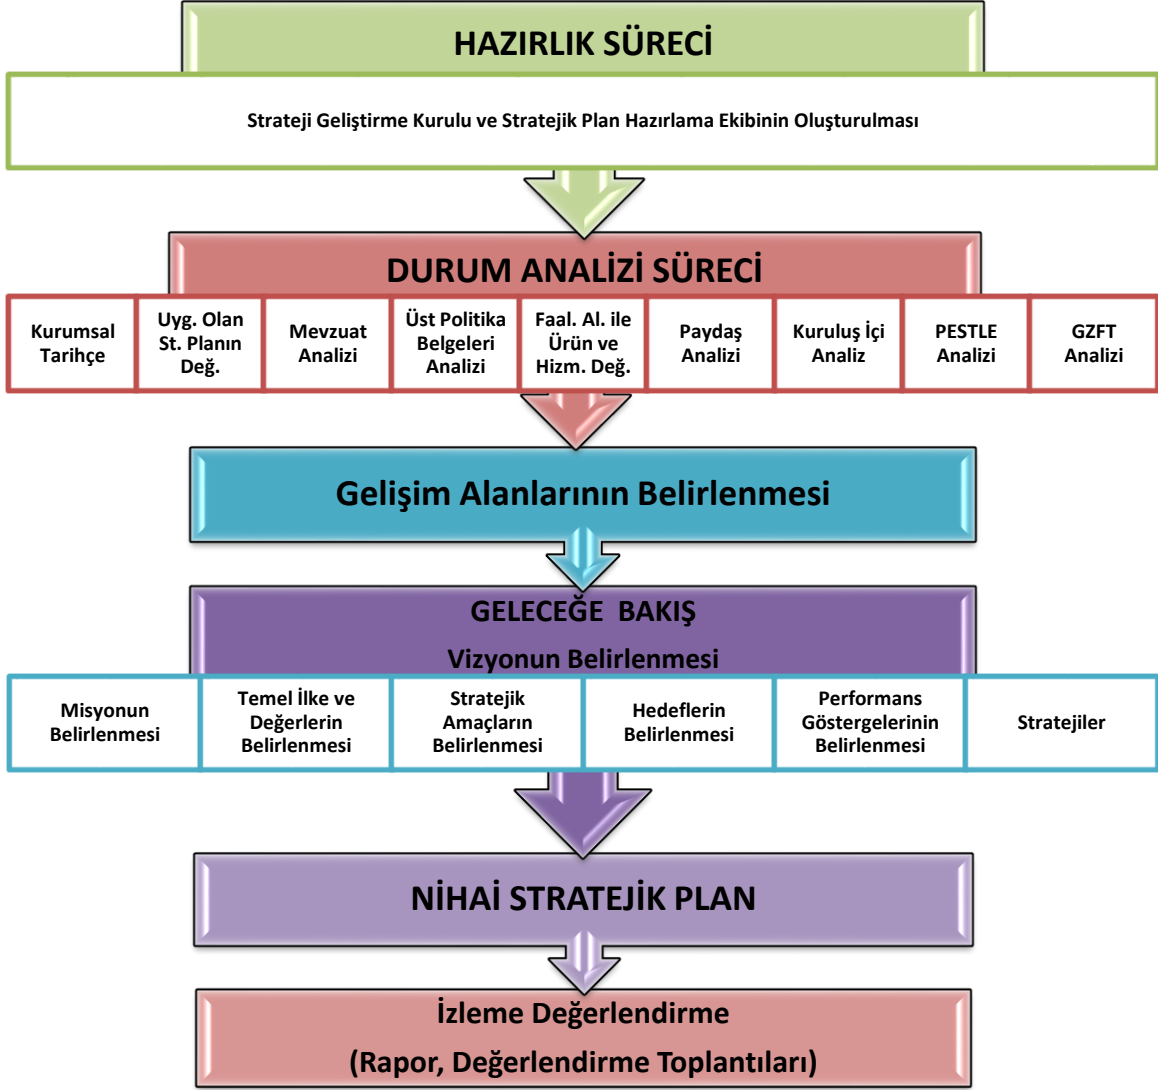 HAZIRLIK SÜRECİ
Strateji Geliştirme Kurulu ve Stratejik Plan Hazırlama Ekibinin Oluşturulması
DURUM ANALİZİ SÜRECİ
Kurumsal
Tarihçe
Uyg. Olan
St. Planın
Değ.
Mevzuat
Analizi
Üst Politika
Belgeleri
Analizi
Faal. Al. ile
Ürün ve
Hizm. Değ.
Paydaş
Analizi
Kuruluş İçi
Analiz
PESTLE
Analizi
GZFT
Analizi
Gelişim Alanlarının Belirlenmesi
GELECEĞE BAKIŞ
Vizyonun Belirlenmesi
Misyonun
Belirlenmesi
Temel İlke ve
Değerlerin
Belirlenmesi
Stratejik
Amaçların
Belirlenmesi
Hedeflerin
Belirlenmesi
Performans
Göstergelerinin
Belirlenmesi
Stratejiler
NİHAİ STRATEJİK PLAN
İzleme Değerlendirme
(Rapor, Değerlendirme Toplantıları)